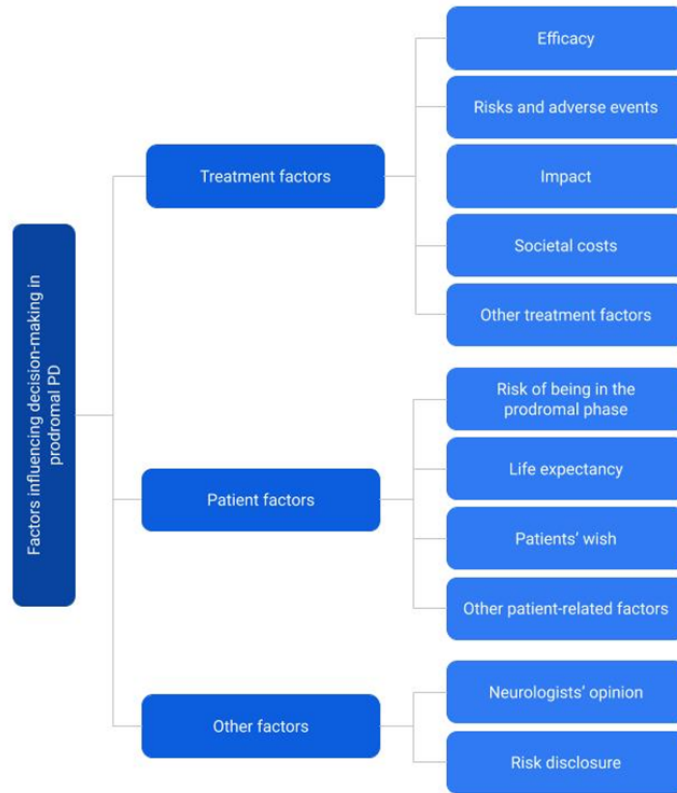 Factors influencing decision-making in
prodromal PD
Treatment factors
Efficacy
Risks and adverse events
Impact
Societal costs
Other treatment factors
Patient factors
Risk of being in the
prodromal phase
Life expectancy
Patients’ wish
Other patient-related factors
Other factors
Neurologists’ opinion
Risk disclosure